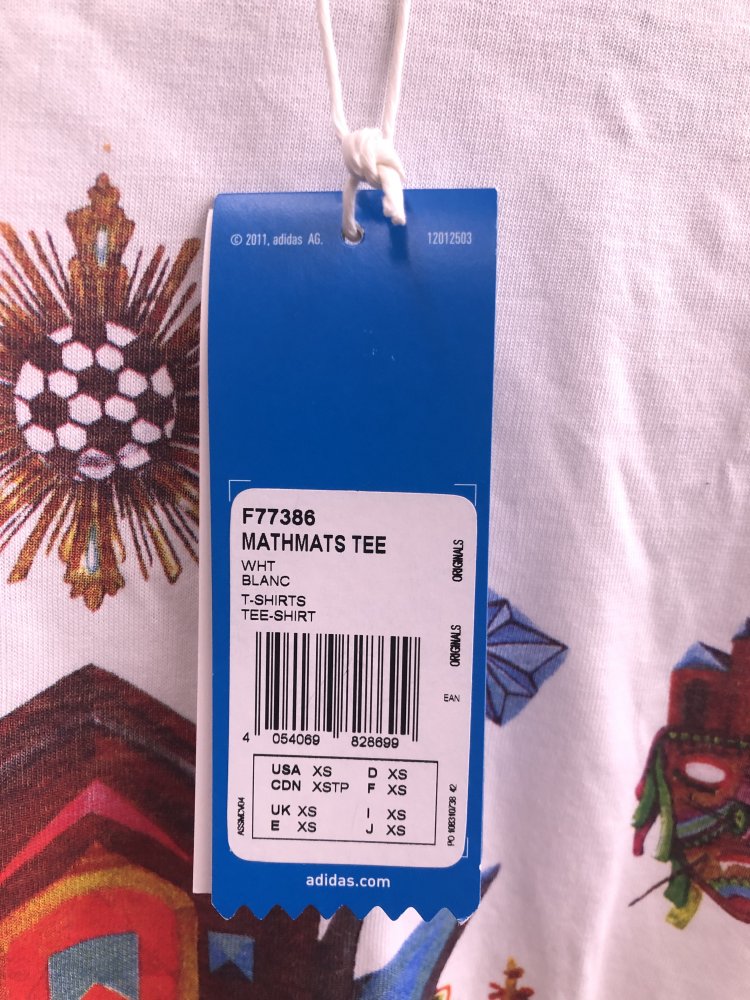 © 2011, adidas AG. 12012503
F77386
MATHMATS TEE
WHT
BLANC
T-SHIRTS
TEE-SHIRT
ORIGINALS
ORIGINALS
EAN
4 054069 828699
USA XS D XS
CDN XSTP F XS
UK XS I XS
E XS J XS
adidas.com